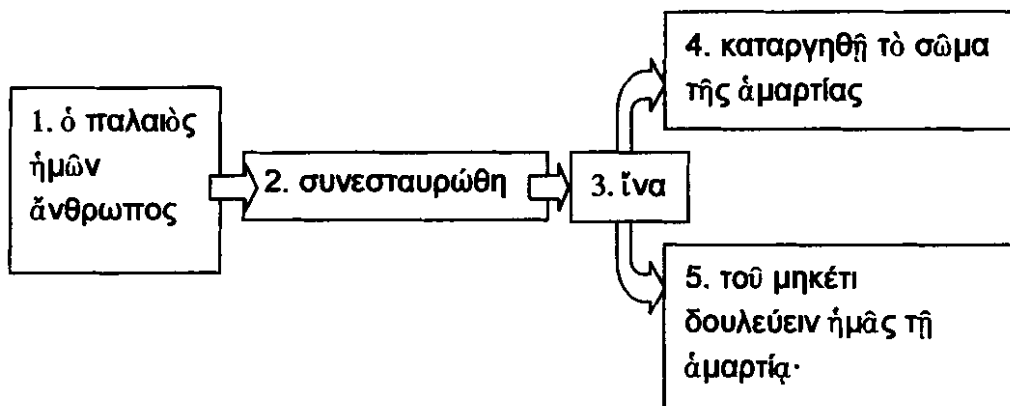 1. ὁ παλαιὸς
ἡμῶν
ἄνθρωπος
2. συνεσταυρώθη
3. ἵνα
4. καταργηθῇ τὸ σῶμα
τῆς ἁμαρτίας
5. τοῦ μηκέτι
δουλεύειν ἡμᾶς τῇ
ἁμαρτίᾳ·